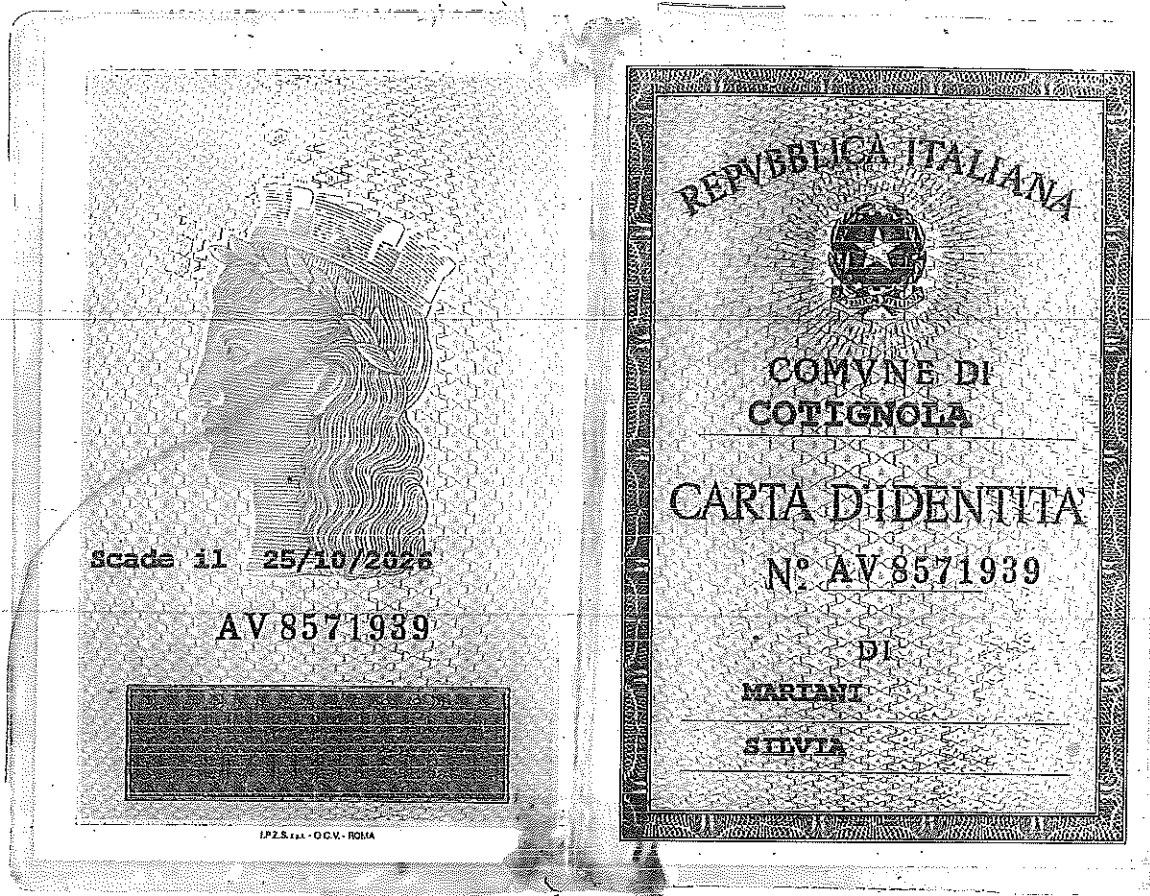 Scade il 25/10/2026
AV 8571939
I.P.Z.S. s.p.a. - O.C.V. - ROMA
REPVBBLICA ITALIANA
COMVNE DI
COTIGNOLA
CARTA D'IDENTITA'
N° AV 8571939
DI
MARIANI
SILVIA